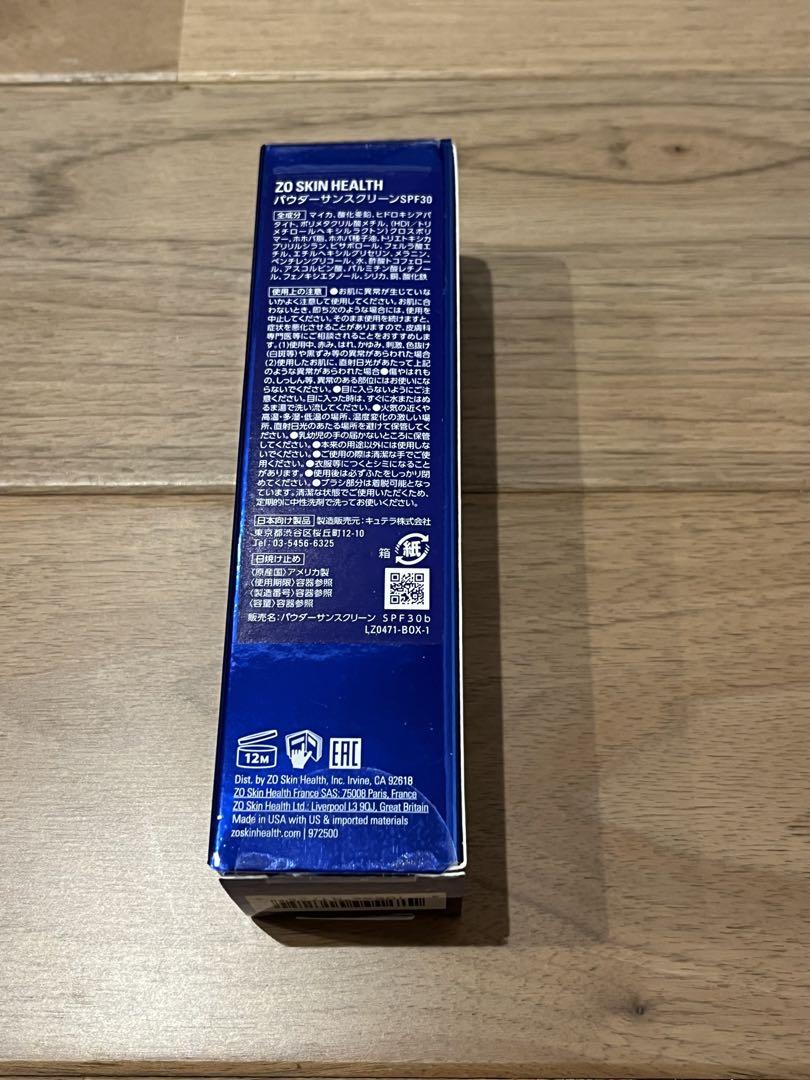 ZO SKIN HEALTH
パウダーサンスクリーンSPF30
全成分 マイカ、酸化亜鉛、ヒドロキシアパ
タイト、ポリメタクリル酸メチル、(HDI/トリ
メチロールヘキシルラクトン)クロスポリ
マー、ホホバ脂、ホホバ種子油、トリエトキシカ
プリリルシラン、ビサボロール、フェルラ酸エ
チル、エチルヘキシルグリセリン、メラニン、
ペンチレングリコール、水、酢酸トコフェロー
ル、アスコルビン酸、パルミチン酸レチノー
ル、フェノキシエタノール、シリカ、銅、酸化鉄
使用上の注意 ●お肌に異常が生じていな
いかよく注意して使用してください。お肌に合
わないとき、即ち次のような場合には、使用を
中止してください。そのまま使用を続けますと、
症状を悪化させることがありますので、皮膚科
専門医等にご相談されることをおすすめしま
す。(1)使用中、赤み、はれ、かゆみ、刺激、色抜け
(白斑等)や黒ずみ等の異常があらわれた場合
(2)使用したお肌に、直射日光があたって上記
のような異常があらわれた場合●傷やはれも
の、しっしん等、異常のある部位にはお使いにな
らないでください。●目に入らないようにご注
意ください。目に入った時は、すぐに水またはぬ
るま湯で洗い流してください。●火気の近くや
高温・多湿・低温の場所、温度変化の激しい場
所、直射日光のあたる場所を避けて保管してく
ださい。●乳幼児の手の届かないところに保管
してください。●本来の用途以外には使用しな
いでください。●ご使用の際は清潔な手でご使
用ください。●衣服等につくとシミになること
があります。●使用後は必ずふたをしっかり閉
めてください。●ブラシ部分は着脱可能となっ
ています。清潔な状態でご使用いただくため、
定期的に中性洗剤で洗ってお使いください。
日本向け製品 製造販売元:キュテラ株式会社
東京都渋谷区桜丘町12-10
Tel: 03-5456-6325
箱 紙
日焼け止め
〈原産国〉アメリカ製
〈使用期限〉容器参照
〈製造番号〉容器参照
〈容量〉容器参照
販売名:パウダーサンスクリーン SPF30b
LZ0471-BOX-1
12M EAC
Dist. by ZO Skin Health, Inc. Irvine, CA 92618
ZO Skin Health France SAS: 75008 Paris, France
ZO Skin Health Ltd.: Liverpool L3 9QJ, Great Britain
Made in USA with US & imported materials
zoskinhealth.com | 972500